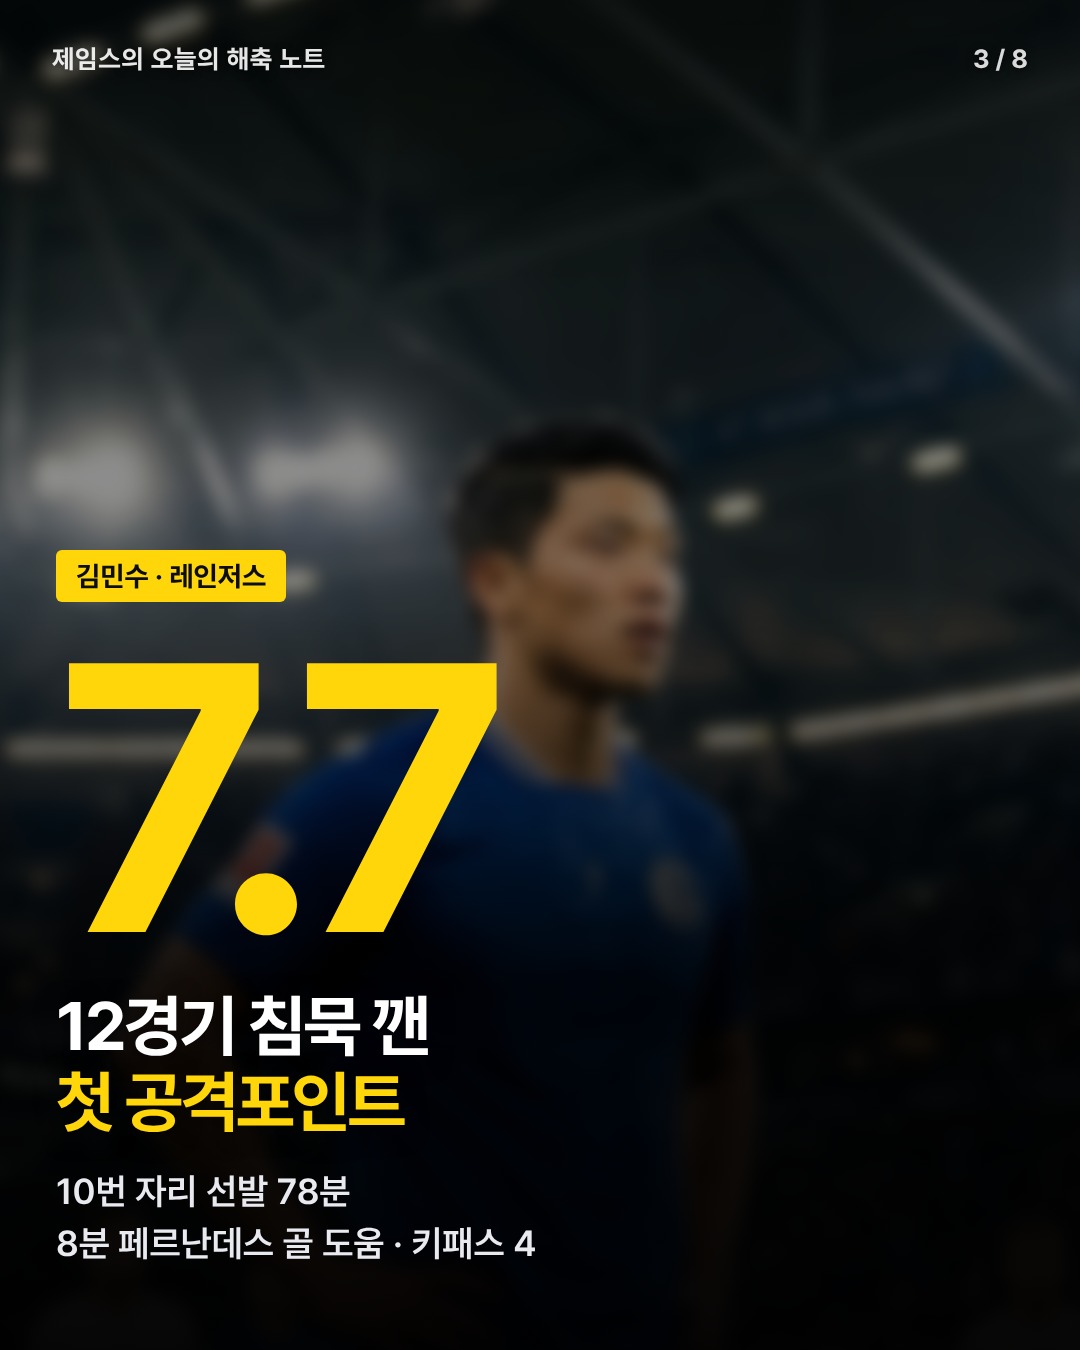 제임스의 오늘의 해축 노트
3 / 8
김민수 · 레인저스
7.7
12경기 침묵 깬
첫 공격포인트
10번 자리 선발 78분
8분 페르난데스 골 도움 · 키패스 4